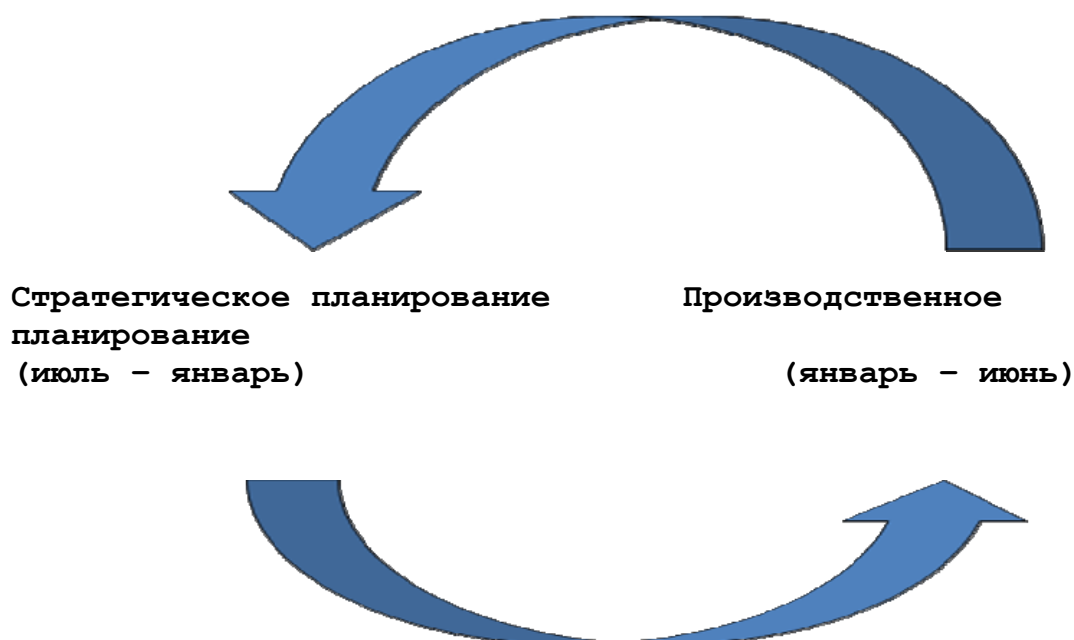 Стратегическое планирование Производственное
планирование
(июль – январь) (январь – июнь)